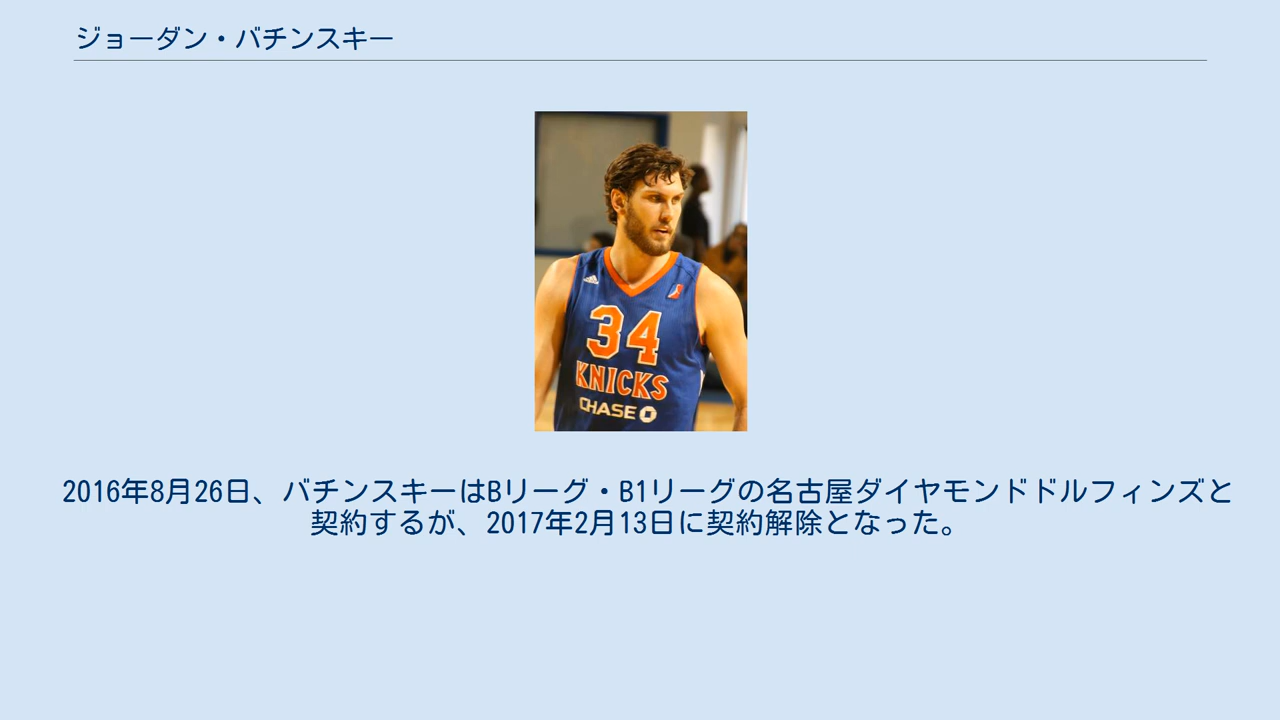 ジョーダン・バチンスキー
34
KNICKS
CHASE
2016年8月26日、バチンスキーはBリーグ・B1リーグの名古屋ダイヤモンドドルフィンズと
契約するが、2017年2月13日に契約解除となった。